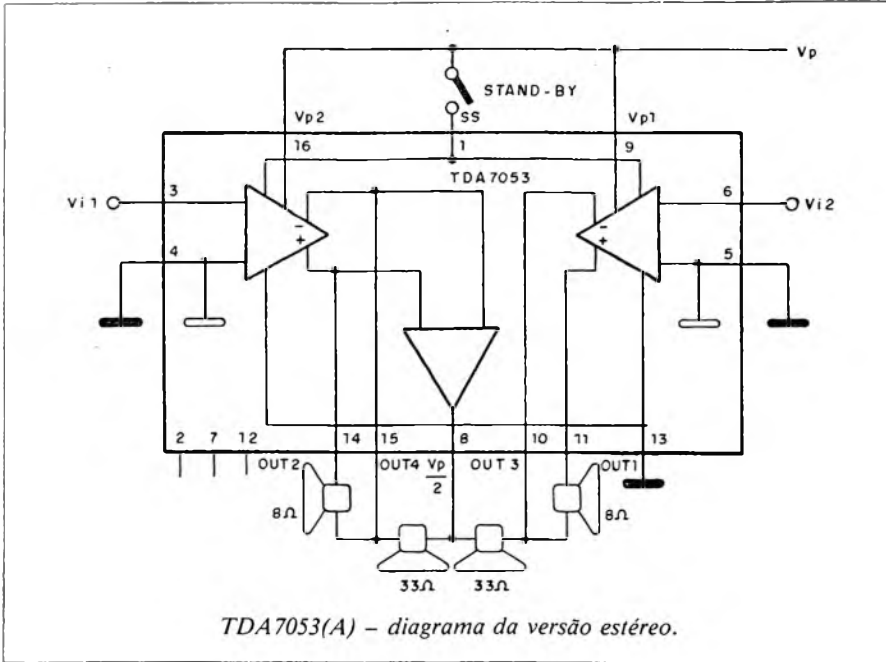 Vp
STAND-BY
SS
Vp2
Vp1
16
1
9
TDA7053
Vi1
3
6
Vi2
4
5
-
+
-
+
2
7
12
14
15
8
10
11
13
OUT2
OUT4
Vp
2
OUT3
OUT1
8Ω
8Ω
33Ω
33Ω
TDA7053(A) – diagrama da versão estéreo.